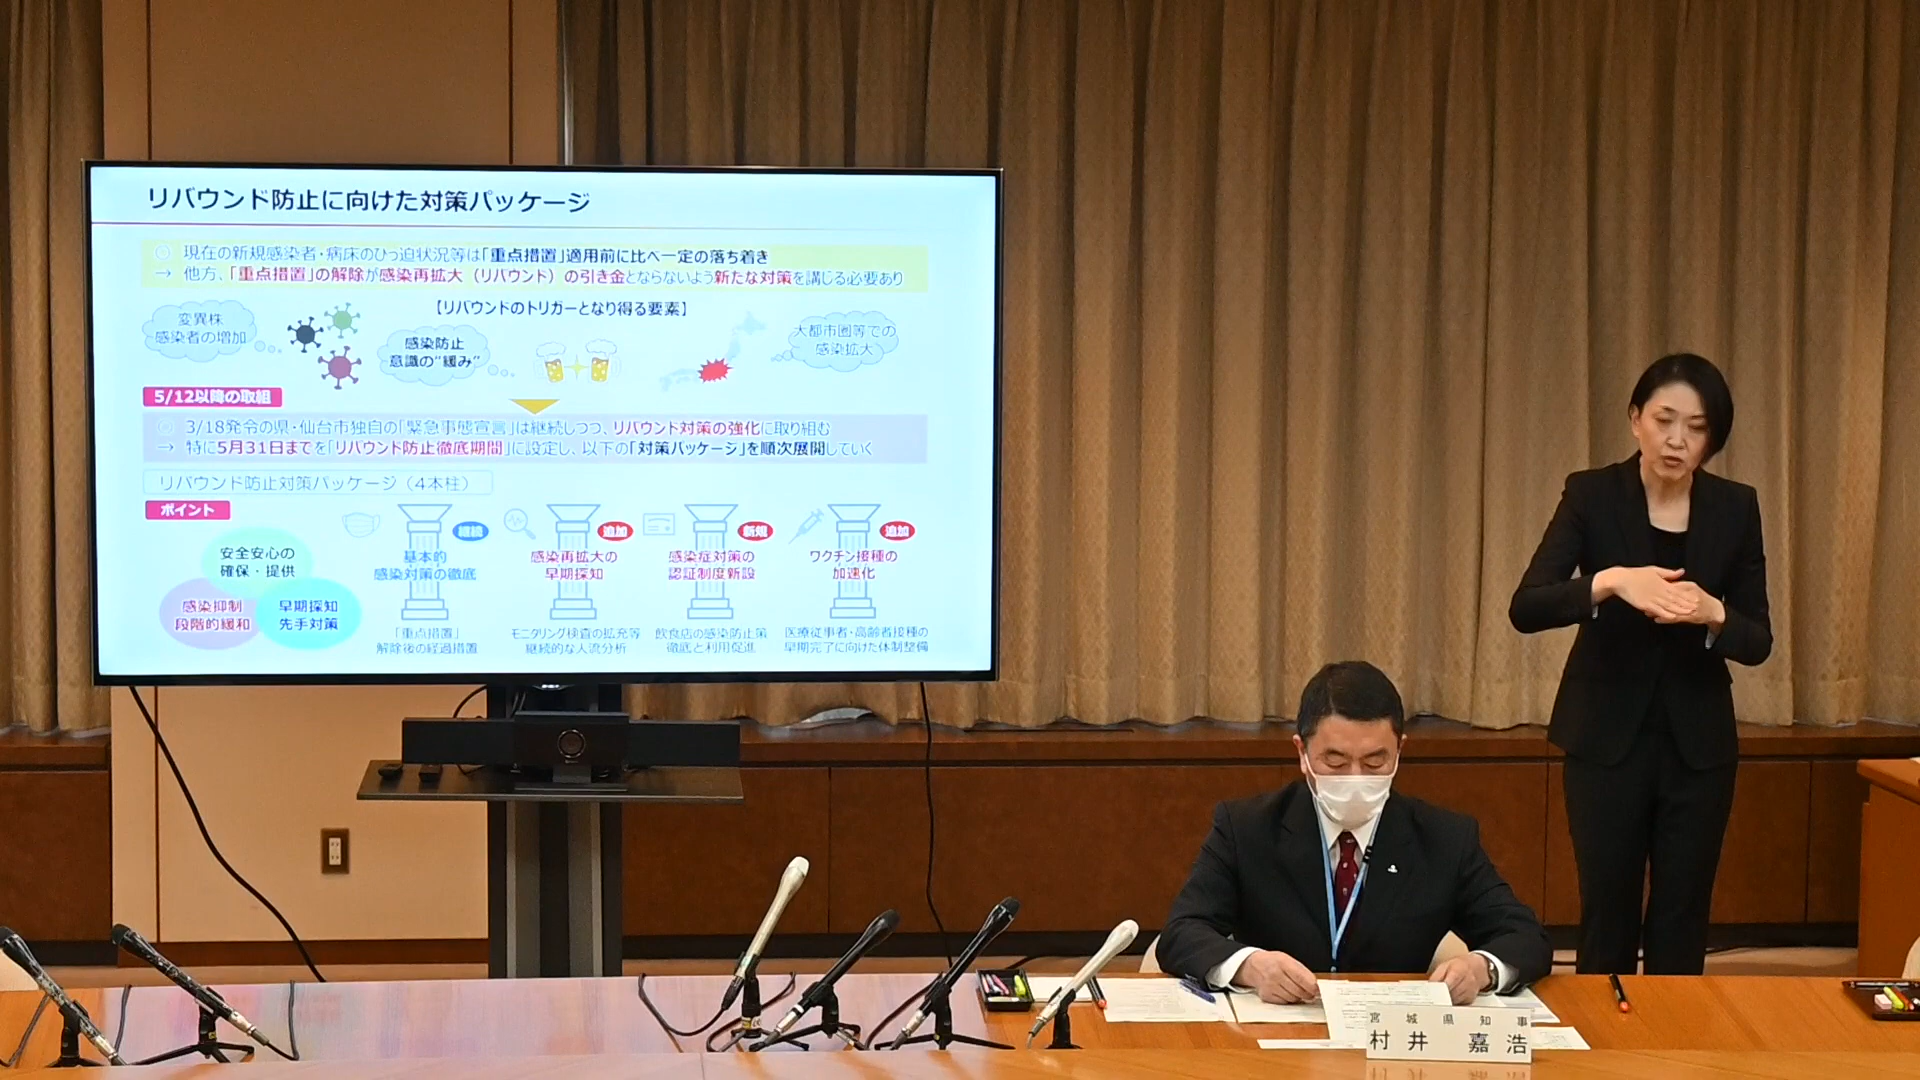 リバウンド防止に向けた対策パッケージ
◎ 現在の新規感染者・病床のひっ迫状況等は「重点措置」適用前に比べ一定の落ち着き
→ 他方、「重点措置」の解除が感染再拡大（リバウンド）の引き金とならないよう新たな対策を講じる必要あり
【リバウンドのトリガーとなり得る要素】
変異株
感染者の増加
感染防止
意識の“緩み”
大都市圏等での
感染拡大
5/12以降の取組
◎ 3/18発令の県・仙台市独自の「緊急事態宣言」は継続しつつ、リバウンド対策の強化に取り組む
→ 特に5月31日までを「リバウンド防止徹底期間」に設定し、以下の「対策パッケージ」を順次展開していく
リバウンド防止対策パッケージ（4本柱）
ポイント
安全安心の
確保・提供
感染抑制
段階的緩和
早期探知
先手対策
継続
基本的
感染対策の徹底
「重点措置」
解除後の経過措置
追加
感染再拡大の
早期探知
モニタリング検査の拡充等
継続的な人流分析
新規
感染症対策の
認証制度新設
飲食店の感染防止策
徹底と利用促進
追加
ワクチン接種の
加速化
医療従事者・高齢者接種の
早期完了に向けた体制整備
宮城県知事
村井 嘉浩